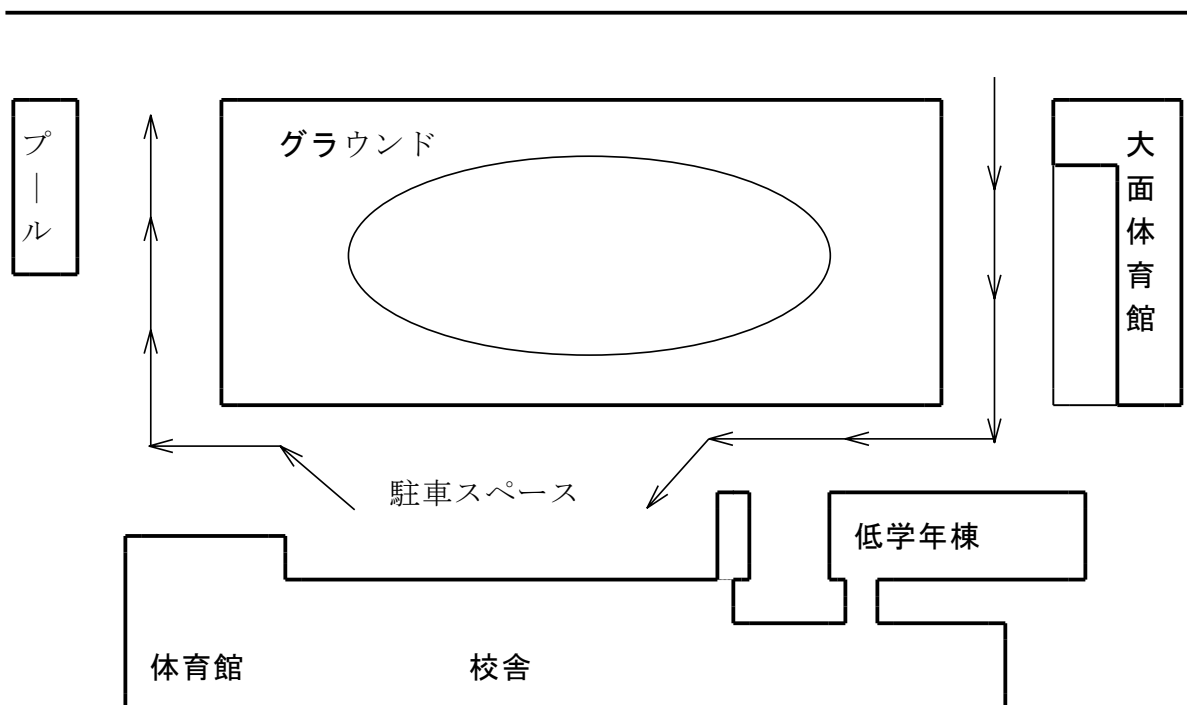 グラウンド
プール
大面体育館
駐車スペース
低学年棟
体育館
校舎